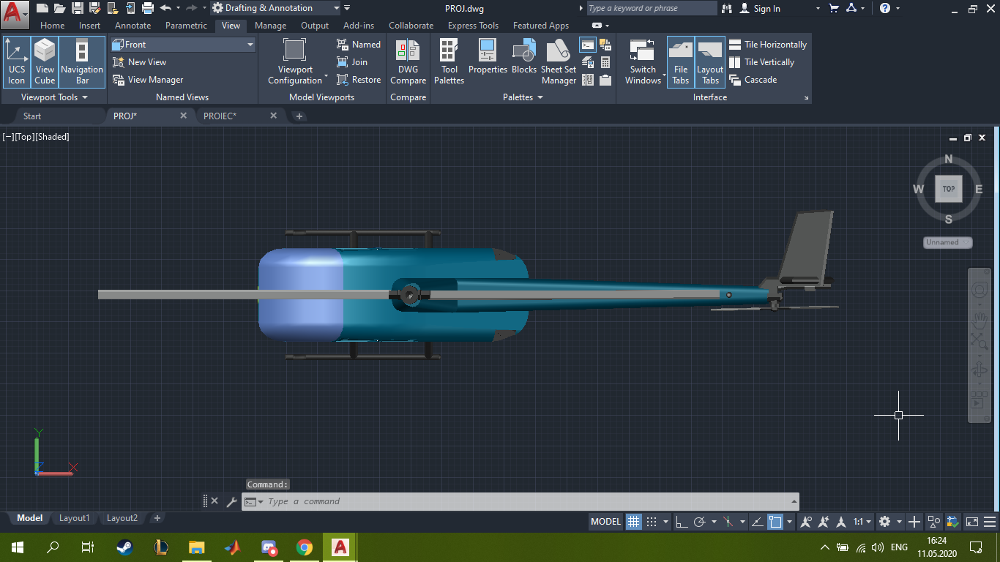 Drafting & Annotation
PROJ.dwg
Type a keyword or phrase
Sign In
Home Insert Annotate Parametric View Manage Output Add-ins Collaborate Express Tools Featured Apps
UCS Icon
View Cube
Navigation Bar
Viewport Tools
Front
New View
View Manager
Named Views
Viewport Configuration
Named
Join
Restore
Model Viewports
DWG Compare
Compare
Tool Palettes
Properties
Blocks
Sheet Set Manager
Palettes
Switch Windows
File Tabs
Layout Tabs
Tile Horizontally
Tile Vertically
Cascade
Interface
Start PROJ* PROIEC*
[−][Top][Shaded]
N
W TOP E
S
Unnamed
Y
X
Command:
Type a command
Model Layout1 Layout2
MODEL 1:1
ENG
16:24
11.05.2020